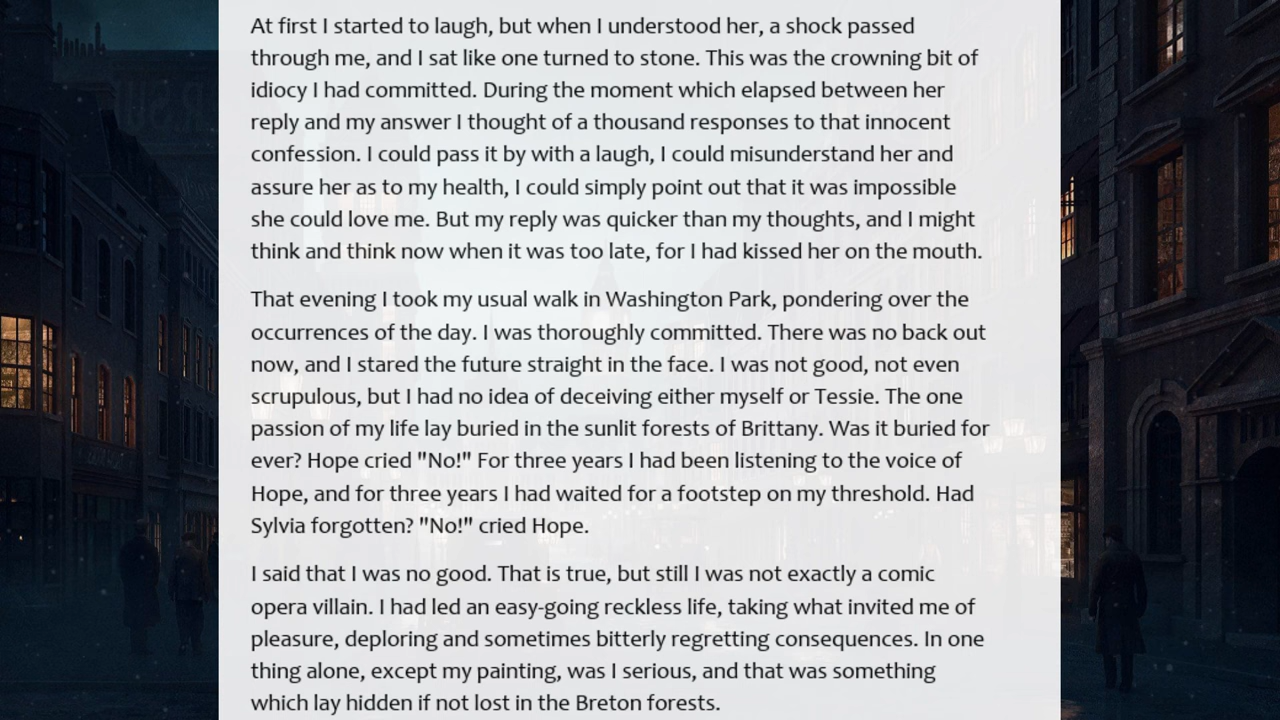 At first I started to laugh, but when I understood her, a shock passed
through me, and I sat like one turned to stone. This was the crowning bit of
idiocy I had committed. During the moment which elapsed between her
reply and my answer I thought of a thousand responses to that innocent
confession. I could pass it by with a laugh, I could misunderstand her and
assure her as to my health, I could simply point out that it was impossible
she could love me. But my reply was quicker than my thoughts, and I might
think and think now when it was too late, for I had kissed her on the mouth.
That evening I took my usual walk in Washington Park, pondering over the
occurrences of the day. I was thoroughly committed. There was no back out
now, and I stared the future straight in the face. I was not good, not even
scrupulous, but I had no idea of deceiving either myself or Tessie. The one
passion of my life lay buried in the sunlit forests of Brittany. Was it buried for
ever? Hope cried "No!" For three years I had been listening to the voice of
Hope, and for three years I had waited for a footstep on my threshold. Had
Sylvia forgotten? "No!" cried Hope.
I said that I was no good. That is true, but still I was not exactly a comic
opera villain. I had led an easy-going reckless life, taking what invited me of
pleasure, deploring and sometimes bitterly regretting consequences. In one
thing alone, except my painting, was I serious, and that was something
which lay hidden if not lost in the Breton forests.